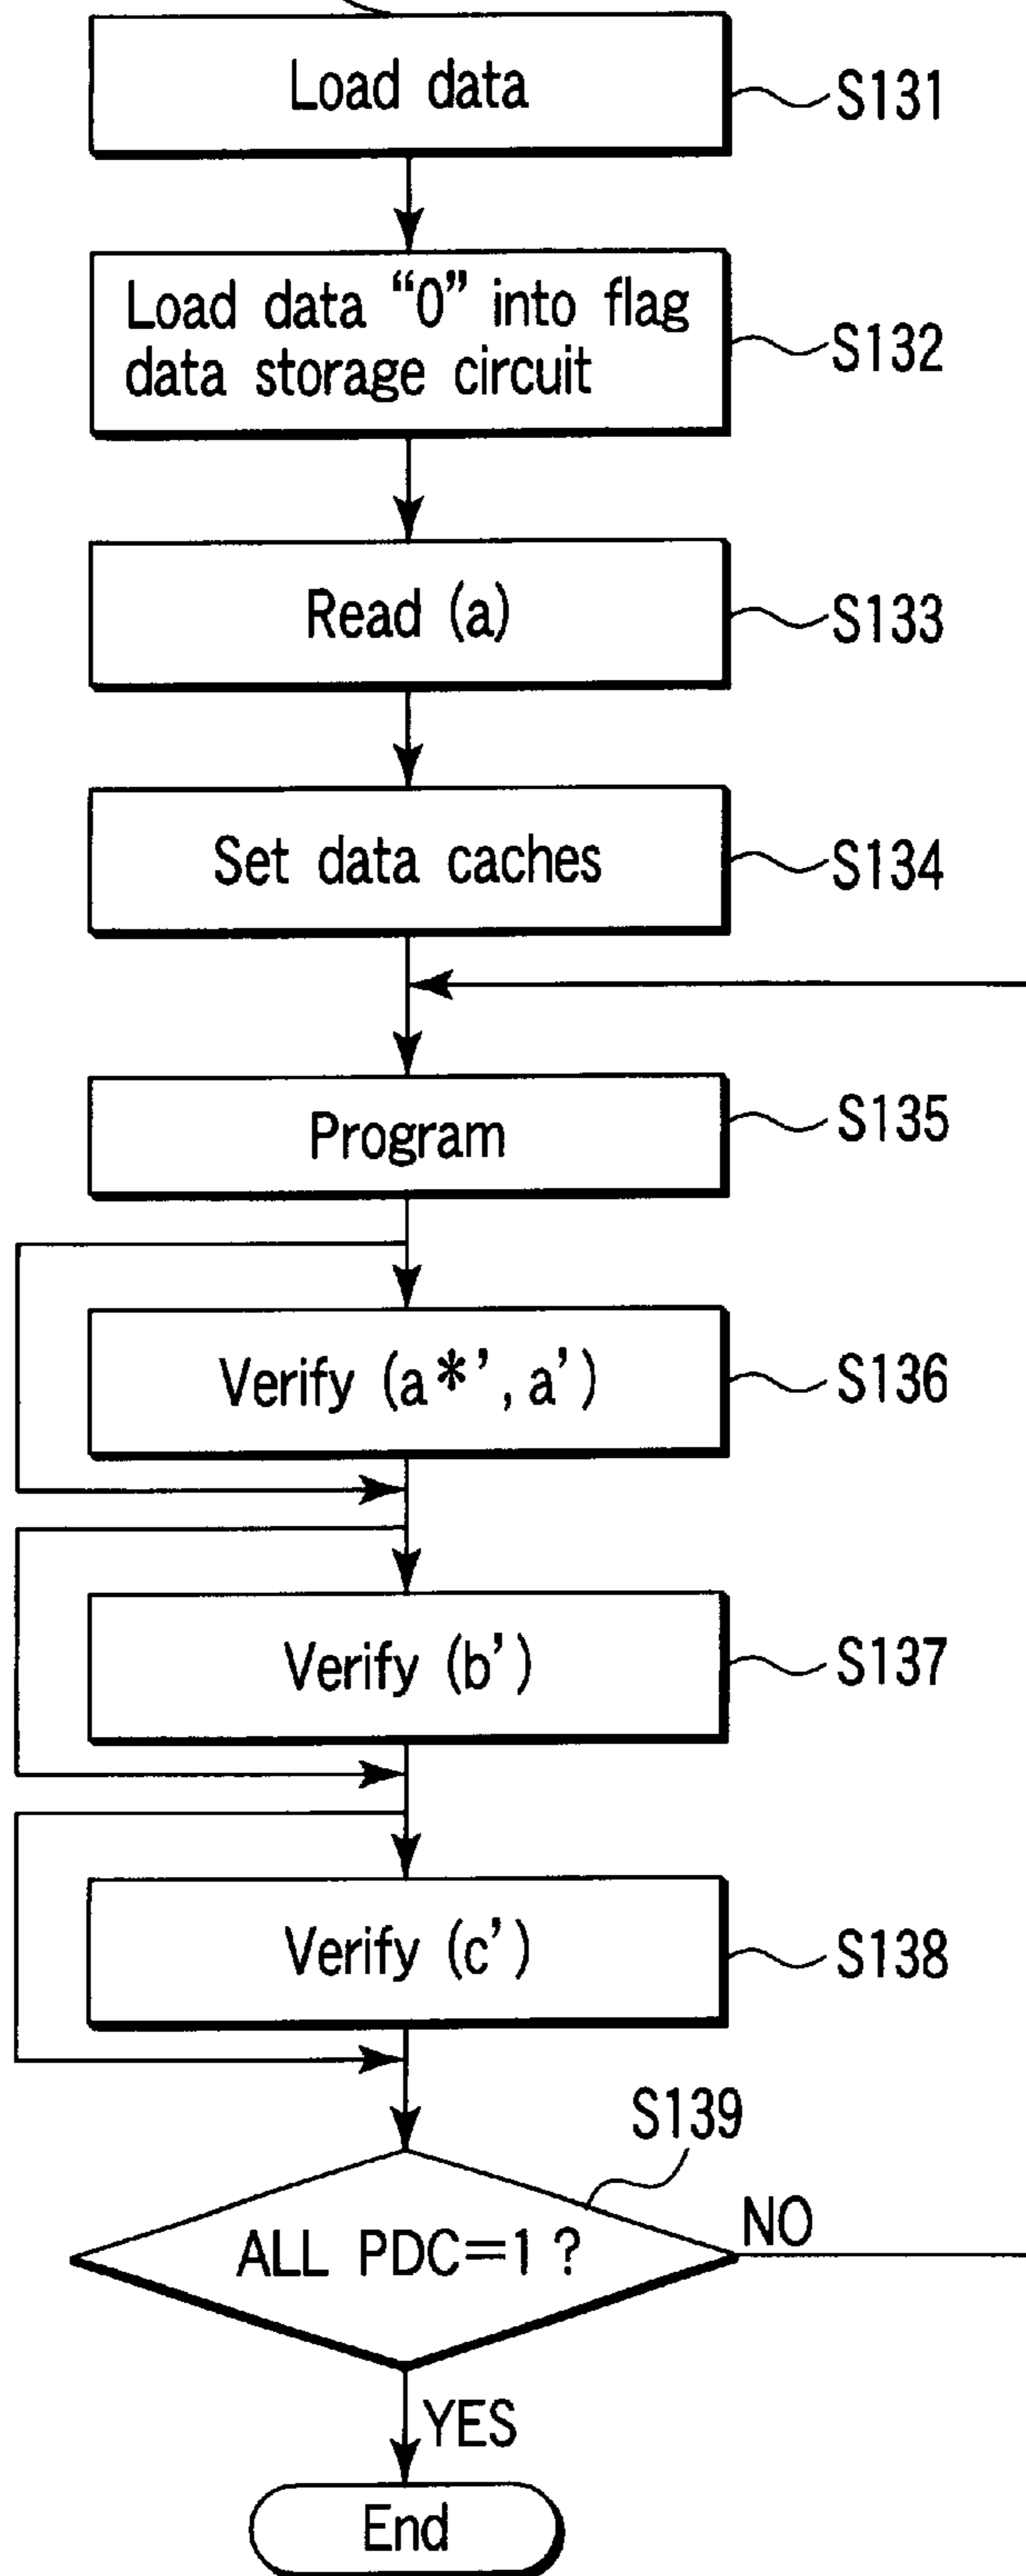 Load data
S131
Load data “0” into flag
data storage circuit
S132
Read (a)
S133
Set data caches
S134
Program
S135
Verify (a*’, a’)
S136
Verify (b’)
S137
Verify (c’)
S138
S139
ALL PDC=1 ?
NO
YES
End